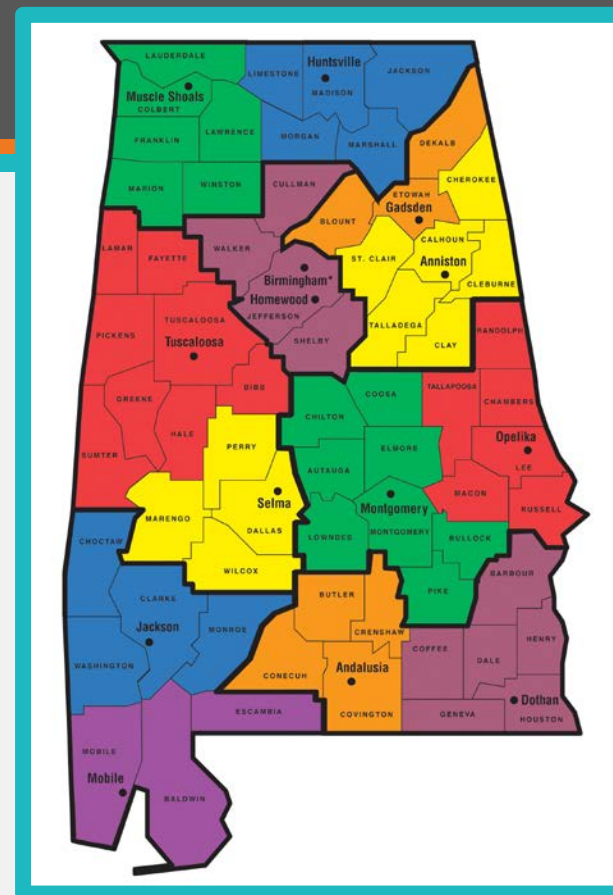 LAUDERDALE
Huntsville
LIMESTONE
JACKSON
MADISON
Muscle Shoals
COLBERT
LAWRENCE
FRANKLIN
MORGAN
MARSHALL
DEKALB
CHEROKEE
MARION
WINSTON
CULLMAN
ETOWAH
Gadsden
BLOUNT
CALHOUN
WALKER
ST. CLAIR
LAMAR
FAYETTE
Anniston
Birmingham*
CLEBURNE
Homewood
JEFFERSON
TUSCALOOSA
TALLADEGA
RANDOLPH
PICKENS
SHELBY
CLAY
Tuscaloosa
BIBB
TALLAPOOSA
COOSA
CHAMBERS
GREENE
CHILTON
HALE
Opelika
PERRY
ELMORE
SUMTER
LEE
AUTAUGA
Selma
MACON
Montgomery
RUSSELL
MARENGO
DALLAS
LOWNDES
MONTGOMERY
BULLOCK
CHOCTAW
WILCOX
BARBOUR
PIKE
CLARKE
BUTLER
Jackson
MONROE
CRENSHAW
HENRY
COFFEE
DALE
WASHINGTON
CONECUH
Andalusia
Dothan
ESCAMBIA
COVINGTON
GENEVA
HOUSTON
MOBILE
Mobile
BALDWIN